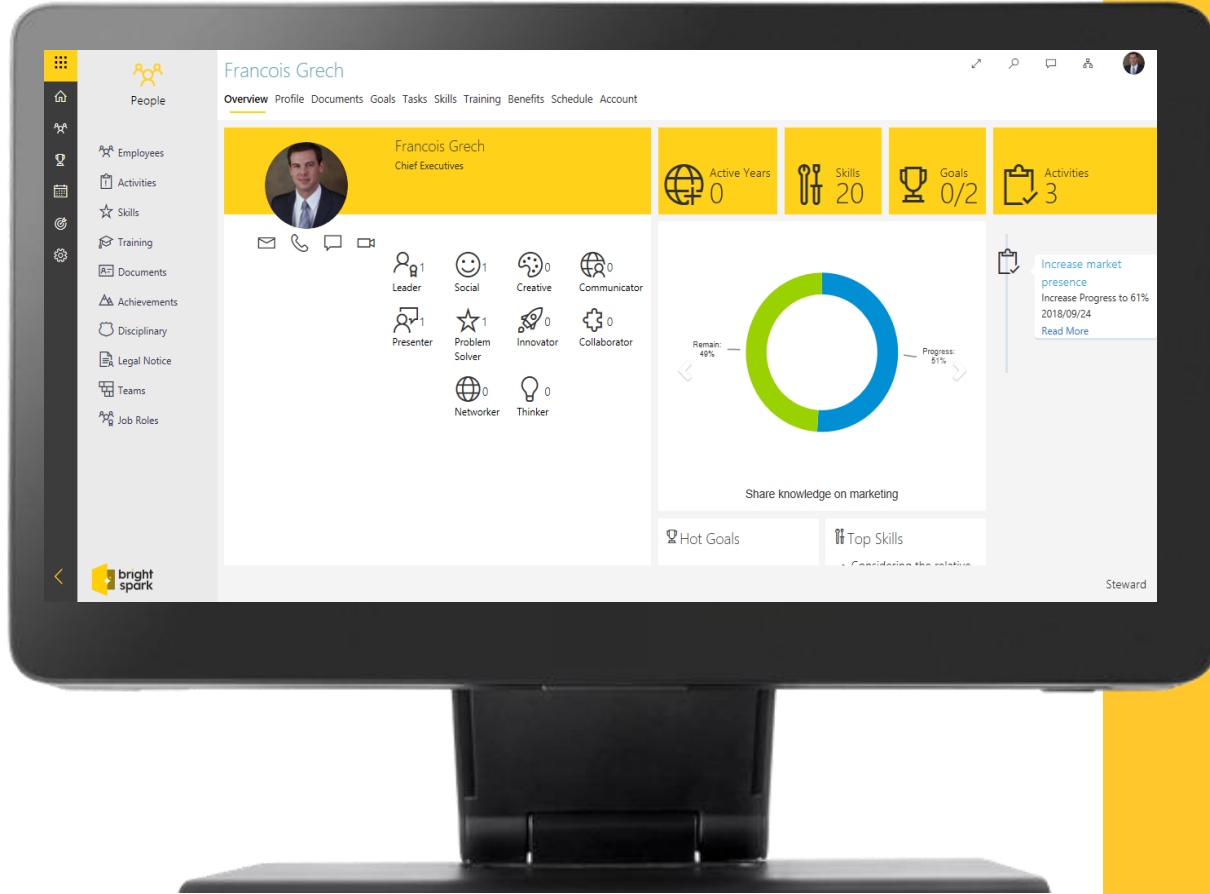 People
Employees
Activities
Skills
Training
Documents
Achievements
Disciplinary
Legal Notice
Teams
Job Roles
bright
spark
Francois Grech
Overview Profile Documents Goals Tasks Skills Training Benefits Schedule Account
Francois Grech
Chief Executives
1
Leader
1
Social
0
Creative
0
Communicator
1
Presenter
1
Problem
Solver
0
Innovator
0
Collaborator
0
Networker
0
Thinker
Active Years
0
Skills
20
Goals
0/2
Activities
3
Remain:
49%
Progress:
51%
Share knowledge on marketing
Hot Goals
Top Skills
Considering the relative
Increase market
presence
Increase Progress to 61%
2018/09/24
Read More
Steward